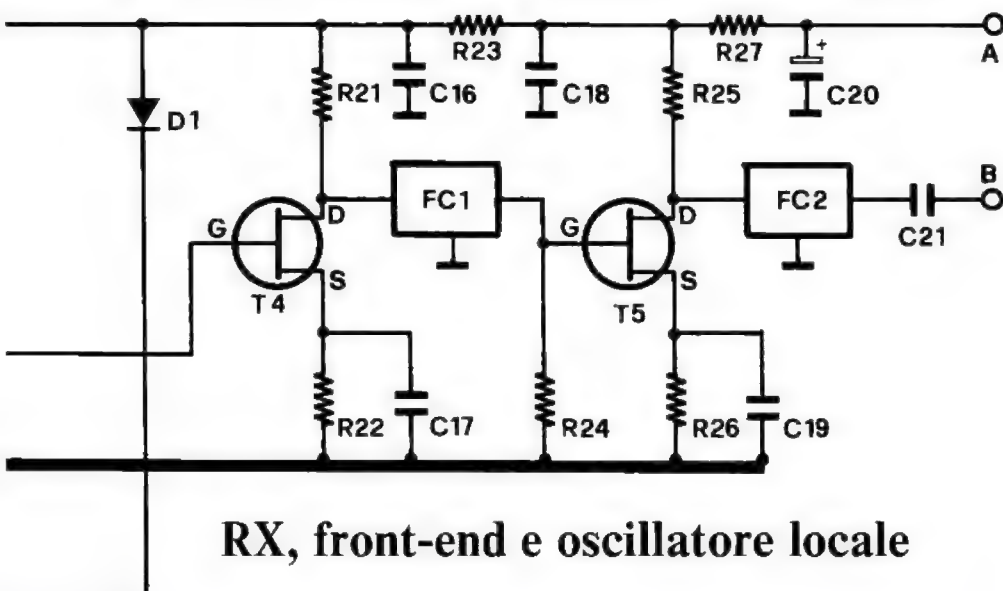 R23
R27
A
R21
C16
C18
R25
+
C20
D1
B
FC1
FC2
D
D
G
G
C21
S
S
T4
T5
R22
C17
R24
R26
C19
RX, front-end e oscillatore locale